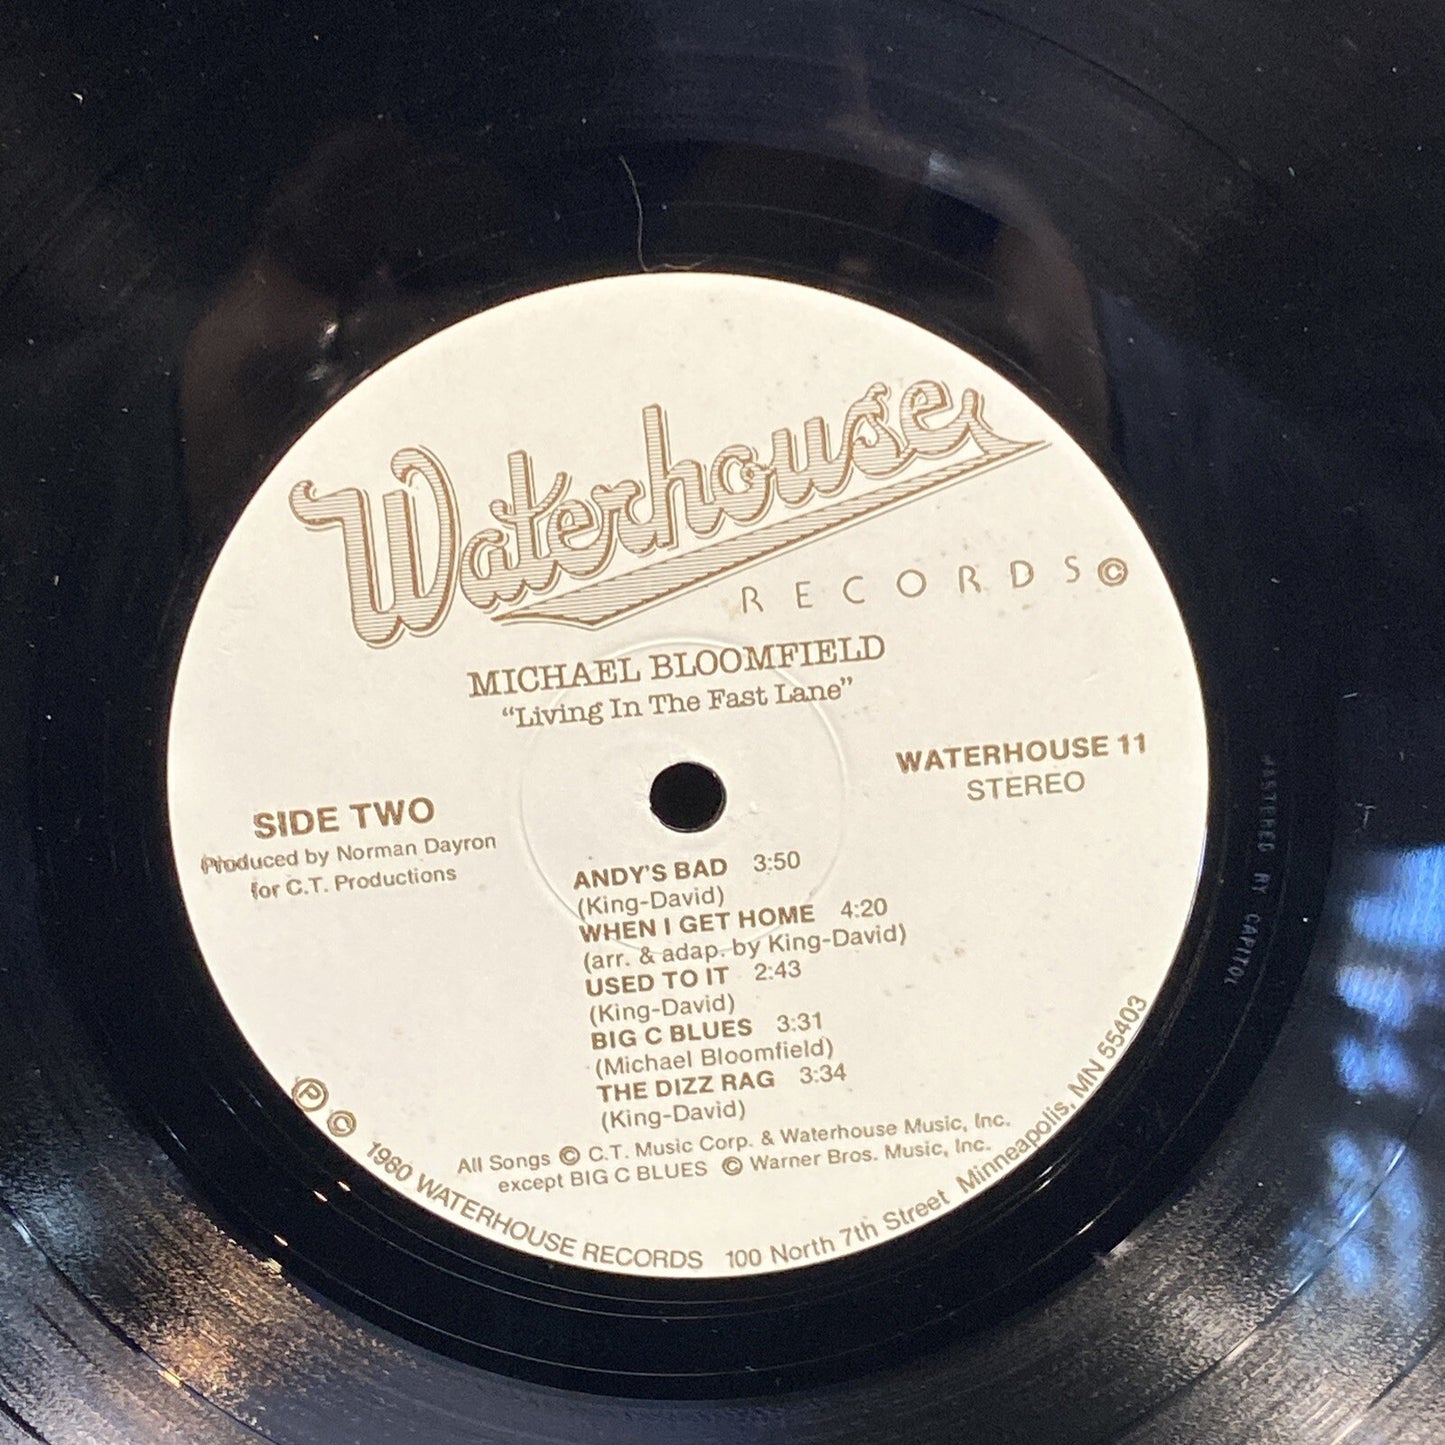 Waterhouse
RECORDS ©
MICHAEL BLOOMFIELD
“Living In The Fast Lane”
WATERHOUSE 11
STEREO
SIDE TWO
Produced by Norman Dayron
for C.T. Productions
ANDY’S BAD 3:50
(King-David)
WHEN I GET HOME 4:20
(arr. & adap. by King-David)
USED TO IT 2:43
(King-David)
BIG C BLUES 3:31
(Michael Bloomfield)
THE DIZZ RAG 3:34
(King-David)
All Songs © C.T. Music Corp. & Waterhouse Music, Inc.
except BIG C BLUES © Warner Bros. Music, Inc.
℗ © 1980 WATERHOUSE RECORDS 100 North 7th Street Minneapolis, MN 55403
MASTERED BY CAPITOL